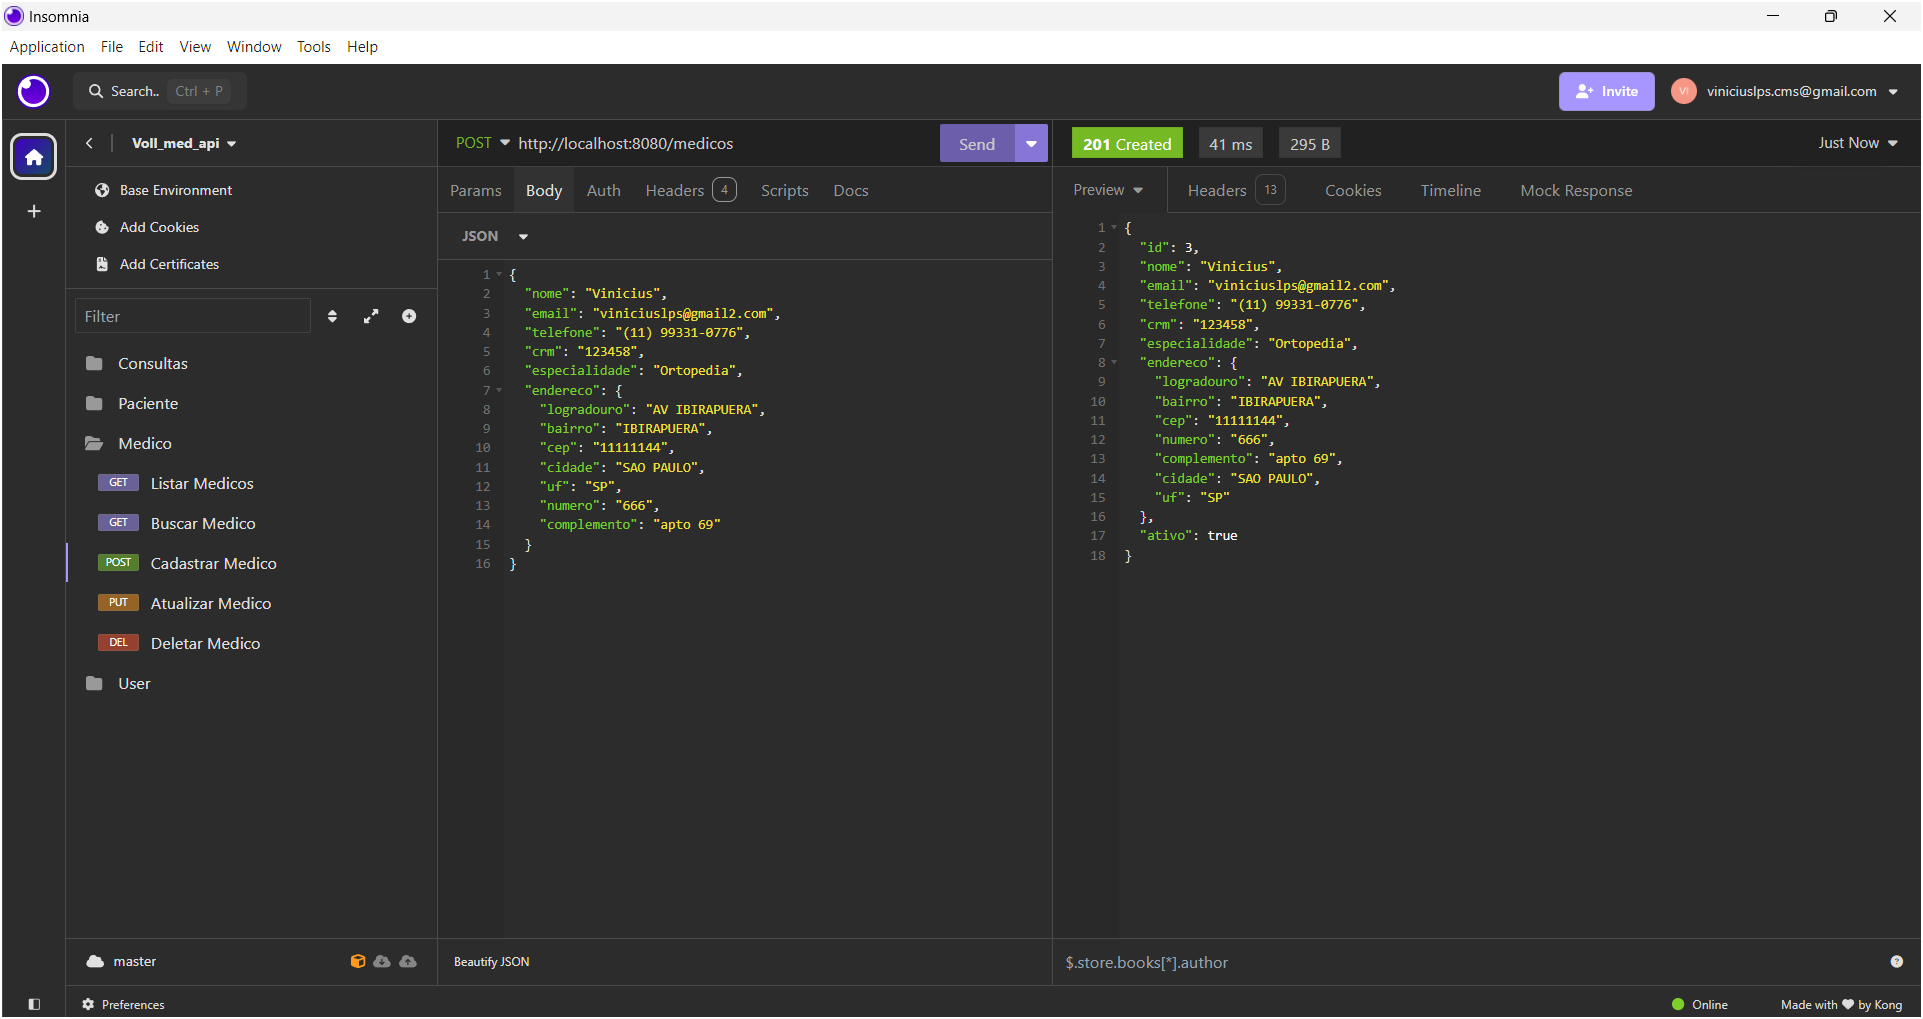 Insomnia
Application File Edit View Window Tools Help
Search.. Ctrl + P
Invite
VI
viniciuslps.cms@gmail.com
Voll_med_api
Base Environment
Add Cookies
Add Certificates
Filter
Consultas
Paciente
Medico
GET Listar Medicos
GET Buscar Medico
POST Cadastrar Medico
PUT Atualizar Medico
DEL Deletar Medico
User
master
Preferences
POST http://localhost:8080/medicos
Send
Params Body Auth Headers 4 Scripts Docs
JSON
1 {
2 "nome": "Vinicius",
3 "email": "viniciuslps@gmail2.com",
4 "telefone": "(11) 99331-0776",
5 "crm": "123458",
6 "especialidade": "Ortopedia",
7 "endereco": {
8 "logradouro": "AV IBIRAPUERA",
9 "bairro": "IBIRAPUERA",
10 "cep": "11111144",
11 "cidade": "SAO PAULO",
12 "uf": "SP",
13 "numero": "666",
14 "complemento": "apto 69"
15 }
16 }
Beautify JSON
201 Created 41 ms 295 B Just Now
Preview Headers 13 Cookies Timeline Mock Response
1 {
2 "id": 3,
3 "nome": "Vinicius",
4 "email": "viniciuslps@gmail2.com",
5 "telefone": "(11) 99331-0776",
6 "crm": "123458",
7 "especialidade": "Ortopedia",
8 "endereco": {
9 "logradouro": "AV IBIRAPUERA",
10 "bairro": "IBIRAPUERA",
11 "cep": "11111144",
12 "numero": "666",
13 "complemento": "apto 69",
14 "cidade": "SAO PAULO",
15 "uf": "SP"
16 },
17 "ativo": true
18 }
$.store.books[*].author
Online
Made with ♥ by Kong